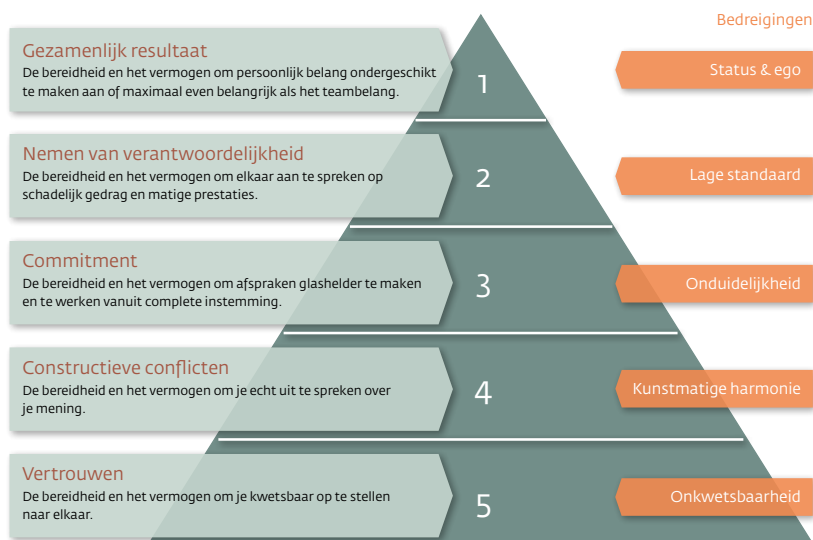 Bedreigingen
Gezamenlijk resultaat
De bereidheid en het vermogen om persoonlijk belang ondergeschikt
te maken aan of maximaal even belangrijk als het teambelang.
1
Status & ego
Nemen van verantwoordelijkheid
De bereidheid en het vermogen om elkaar aan te spreken op
schadelijk gedrag en matige prestaties.
2
Lage standaard
Commitment
De bereidheid en het vermogen om afspraken glashelder te maken
en te werken vanuit complete instemming.
3
Onduidelijkheid
Constructieve conflicten
De bereidheid en het vermogen om je echt uit te spreken over
je mening.
4
Kunstmatige harmonie
Vertrouwen
De bereidheid en het vermogen om je kwetsbaar op te stellen
naar elkaar.
5
Onkwetsbaarheid